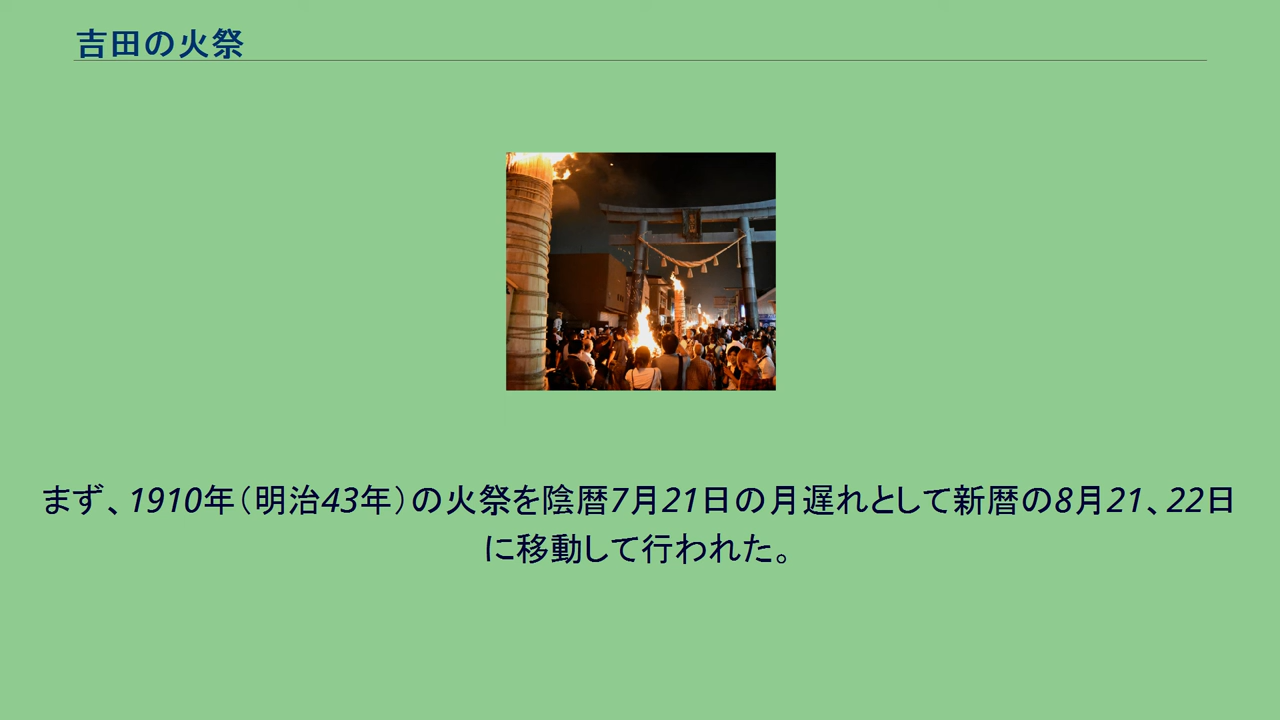 吉田の火祭
まず、1910年（明治43年）の火祭を陰暦7月21日の月遅れとして新暦の8月21、22日
に移動して行われた。